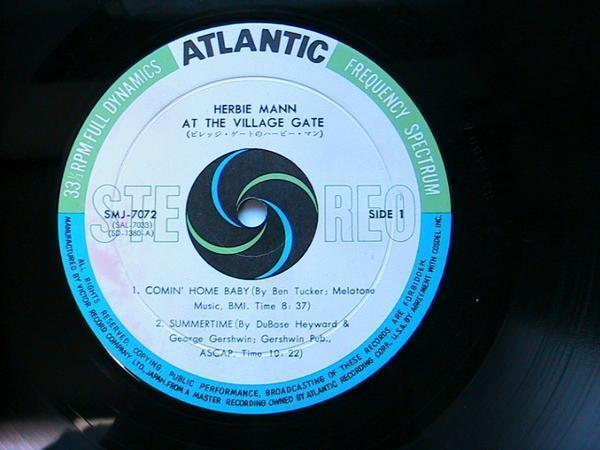 ATLANTIC
33⅓ RPM FULL DYNAMICS
FREQUENCY SPECTRUM
HERBIE MANN
AT THE VILLAGE GATE
(ビレッジ・ゲートのハービー・マン)
STEREO
SMJ-7072
(SAL-7033)
(SD-1380-A)
SIDE 1
1. COMIN' HOME BABY (By Ben Tucker; Melotone
Music, BMI. Time 8: 37)
2. SUMMERTIME (By DuBose Heyward &
George Gershwin; Gershwin Pub.,
ASCAP. Time 10: 22)
ALL RIGHTS RESERVED, COPYING, PUBLIC PERFORMANCE, BROADCASTING OF THESE RECORDS ARE FORBIDDEN.
MANUFACTURED BY VICTOR RECORD COMPANY LTD., JAPAN. FROM A MASTER RECORDING OWNED BY ATLANTIC RECORDING CORP., U.S.A. BY AGREEMENT WITH COSDEL INC.